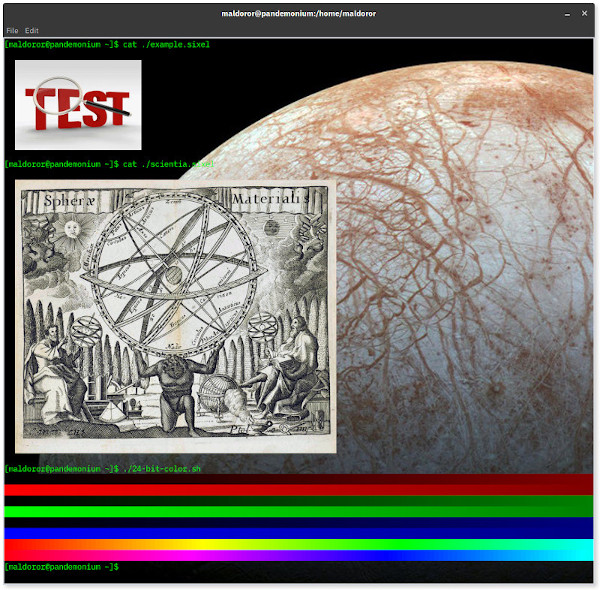 maldoror@pandemonium:/home/maldoror
File Edit
[maldoror@pandemonium ~]$ cat ./example.sixel
TEST
[maldoror@pandemonium ~]$ cat ./scientia.sixel
Spheræ Materialis
[maldoror@pandemonium ~]$ ./24-bit-color.sh
[maldoror@pandemonium ~]$